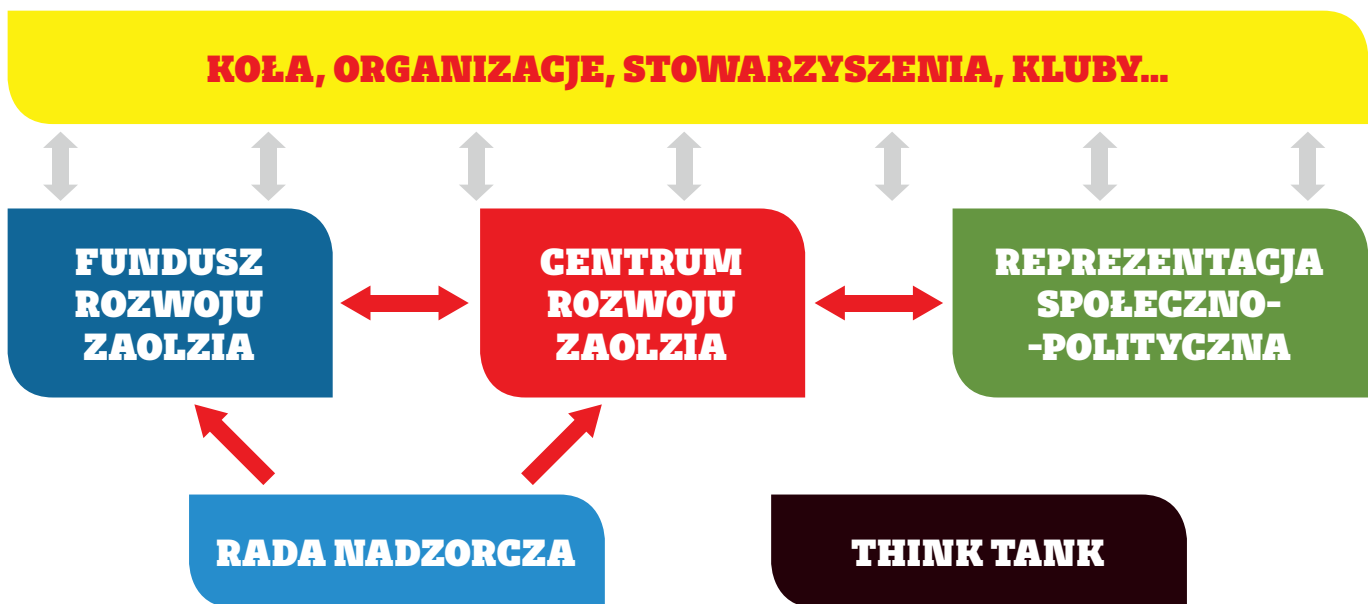 KOŁA, ORGANIZACJE, STOWARZYSZENIA, KLUBY...
FUNDUSZ
ROZWOJU
ZAOLZIA
CENTRUM
ROZWOJU
ZAOLZIA
REPREZENTACJA
SPOŁECZNO-
-POLITYCZNA
RADA NADZORCZA
THINK TANK